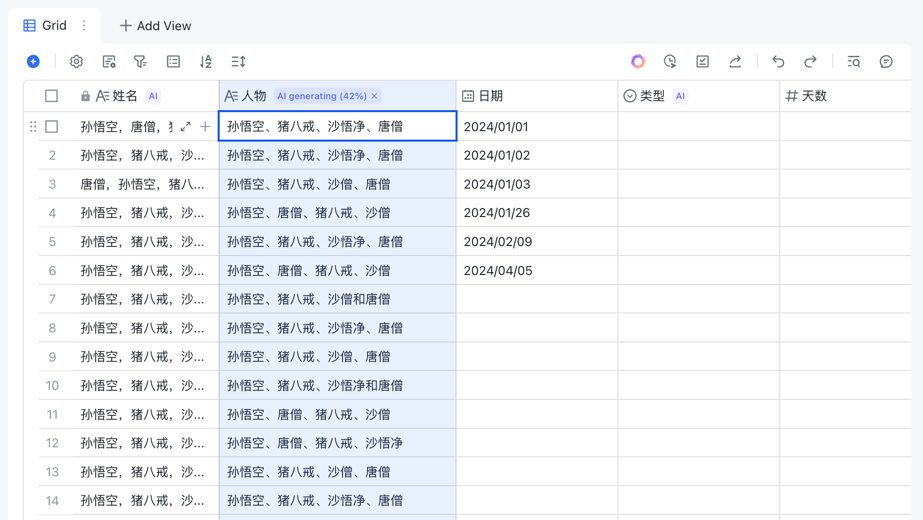 Grid
Add View
姓名 AI 人物 AI generating (42%) 日期 类型 AI # 天数
孙悟空，唐僧， 孙悟空、猪八戒、沙悟净、唐僧 2024/01/01
2 孙悟空，猪八戒，沙... 孙悟空、猪八戒、沙悟净、唐僧 2024/01/02
3 唐僧，孙悟空，猪八... 孙悟空、猪八戒、沙僧、唐僧 2024/01/03
4 孙悟空，猪八戒，沙... 孙悟空、唐僧、猪八戒、沙僧 2024/01/26
5 孙悟空，猪八戒，沙... 孙悟空、猪八戒、沙悟净、唐僧 2024/02/09
6 孙悟空，猪八戒，沙... 孙悟空、唐僧、猪八戒、沙僧 2024/04/05
7 孙悟空，猪八戒，沙... 孙悟空、猪八戒、沙僧和唐僧
8 孙悟空，猪八戒，沙... 孙悟空、猪八戒、沙悟净、唐僧
9 孙悟空，猪八戒，沙... 孙悟空、猪八戒、沙僧、唐僧
10 孙悟空，猪八戒，沙... 孙悟空、猪八戒、沙悟净和唐僧
11 孙悟空，猪八戒，沙... 孙悟空、唐僧、猪八戒、沙僧
12 孙悟空，猪八戒，沙... 孙悟空、唐僧、猪八戒、沙悟净
13 孙悟空，猪八戒，沙... 孙悟空、猪八戒、沙僧、唐僧
14 孙悟空，猪八戒，沙... 孙悟空、猪八戒、沙悟净、唐僧